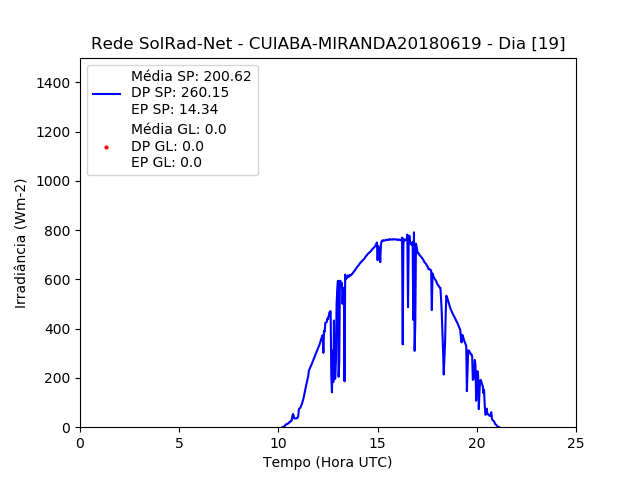 Rede SolRad-Net - CUIABA-MIRANDA20180619 - Dia [19]
Média SP: 200.62
DP SP: 260.15
EP SP: 14.34
Média GL: 0.0
DP GL: 0.0
EP GL: 0.0
Irradiância (Wm-2)
1400
1200
1000
800
600
400
200
0
0 5 10 15 20 25
Tempo (Hora UTC)